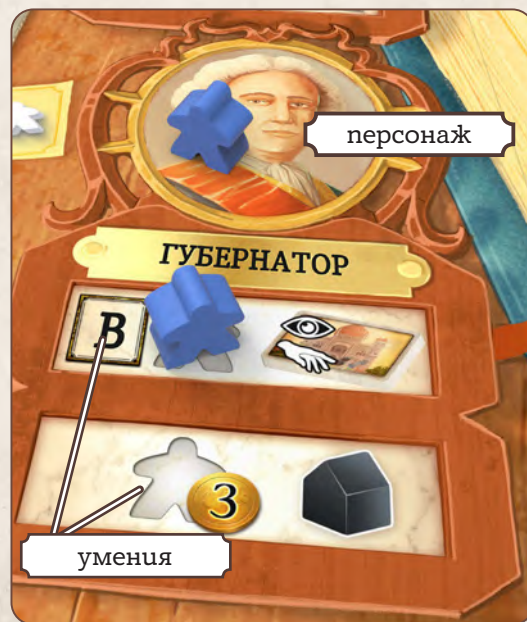 персонаж
ГУБЕРНАТОР
В
3
умения